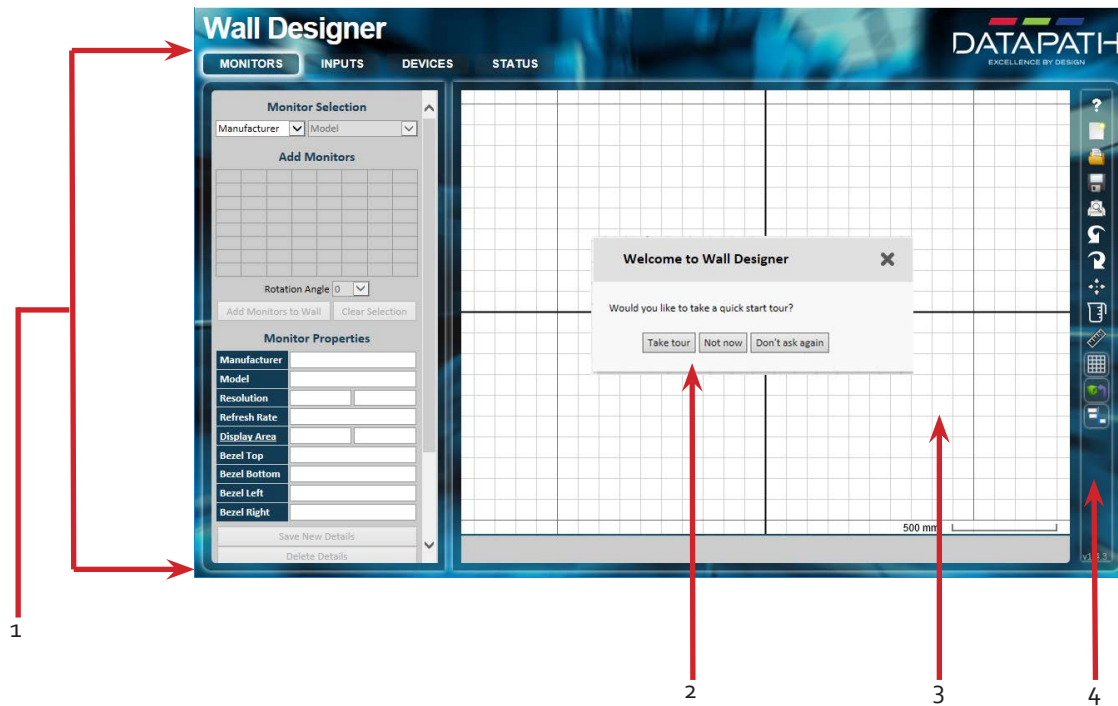 Wall Designer
DATAPATH
EXCELLENCE BY DESIGN
MONITORS INPUTS DEVICES STATUS
Monitor Selection
Manufacturer Model
Add Monitors
Rotation Angle 0
Add Monitors to Wall Clear Selection
Monitor Properties
Manufacturer
Model
Resolution
Refresh Rate
Display Area
Bezel Top
Bezel Bottom
Bezel Left
Bezel Right
Save New Details
Delete Details
Welcome to Wall Designer
Would you like to take a quick start tour?
Take tour Not now Don't ask again
500 mm
?
1
2
3
4